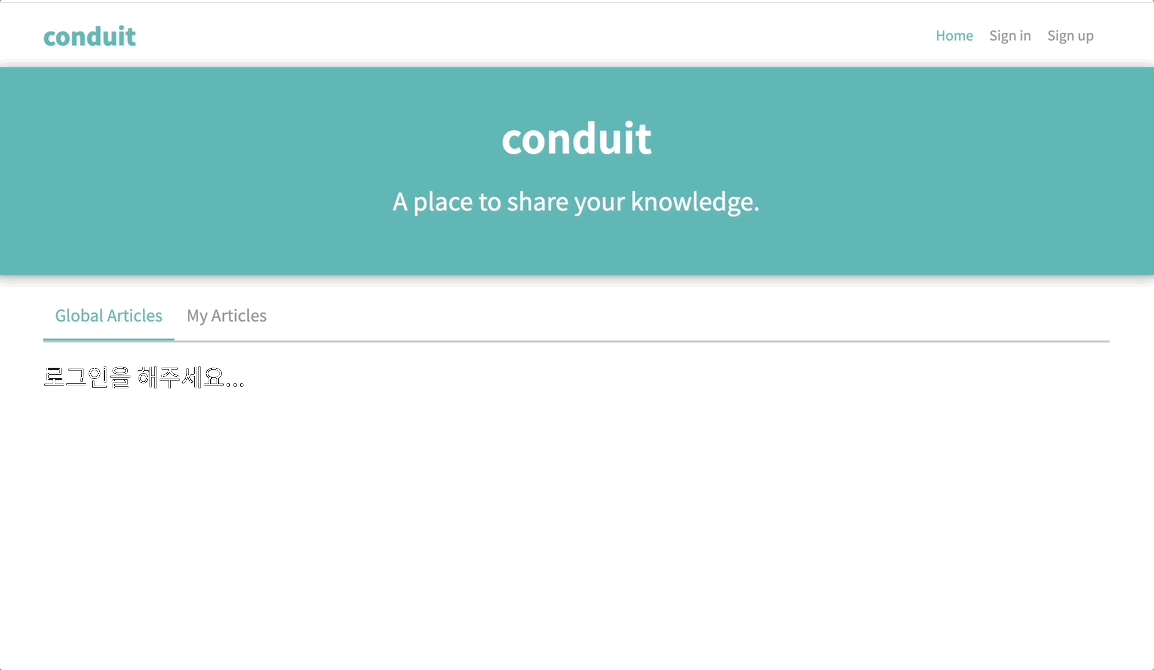 conduit
Home Sign in Sign up
conduit
A place to share your knowledge.
Global Articles My Articles
로그인을 해주세요...